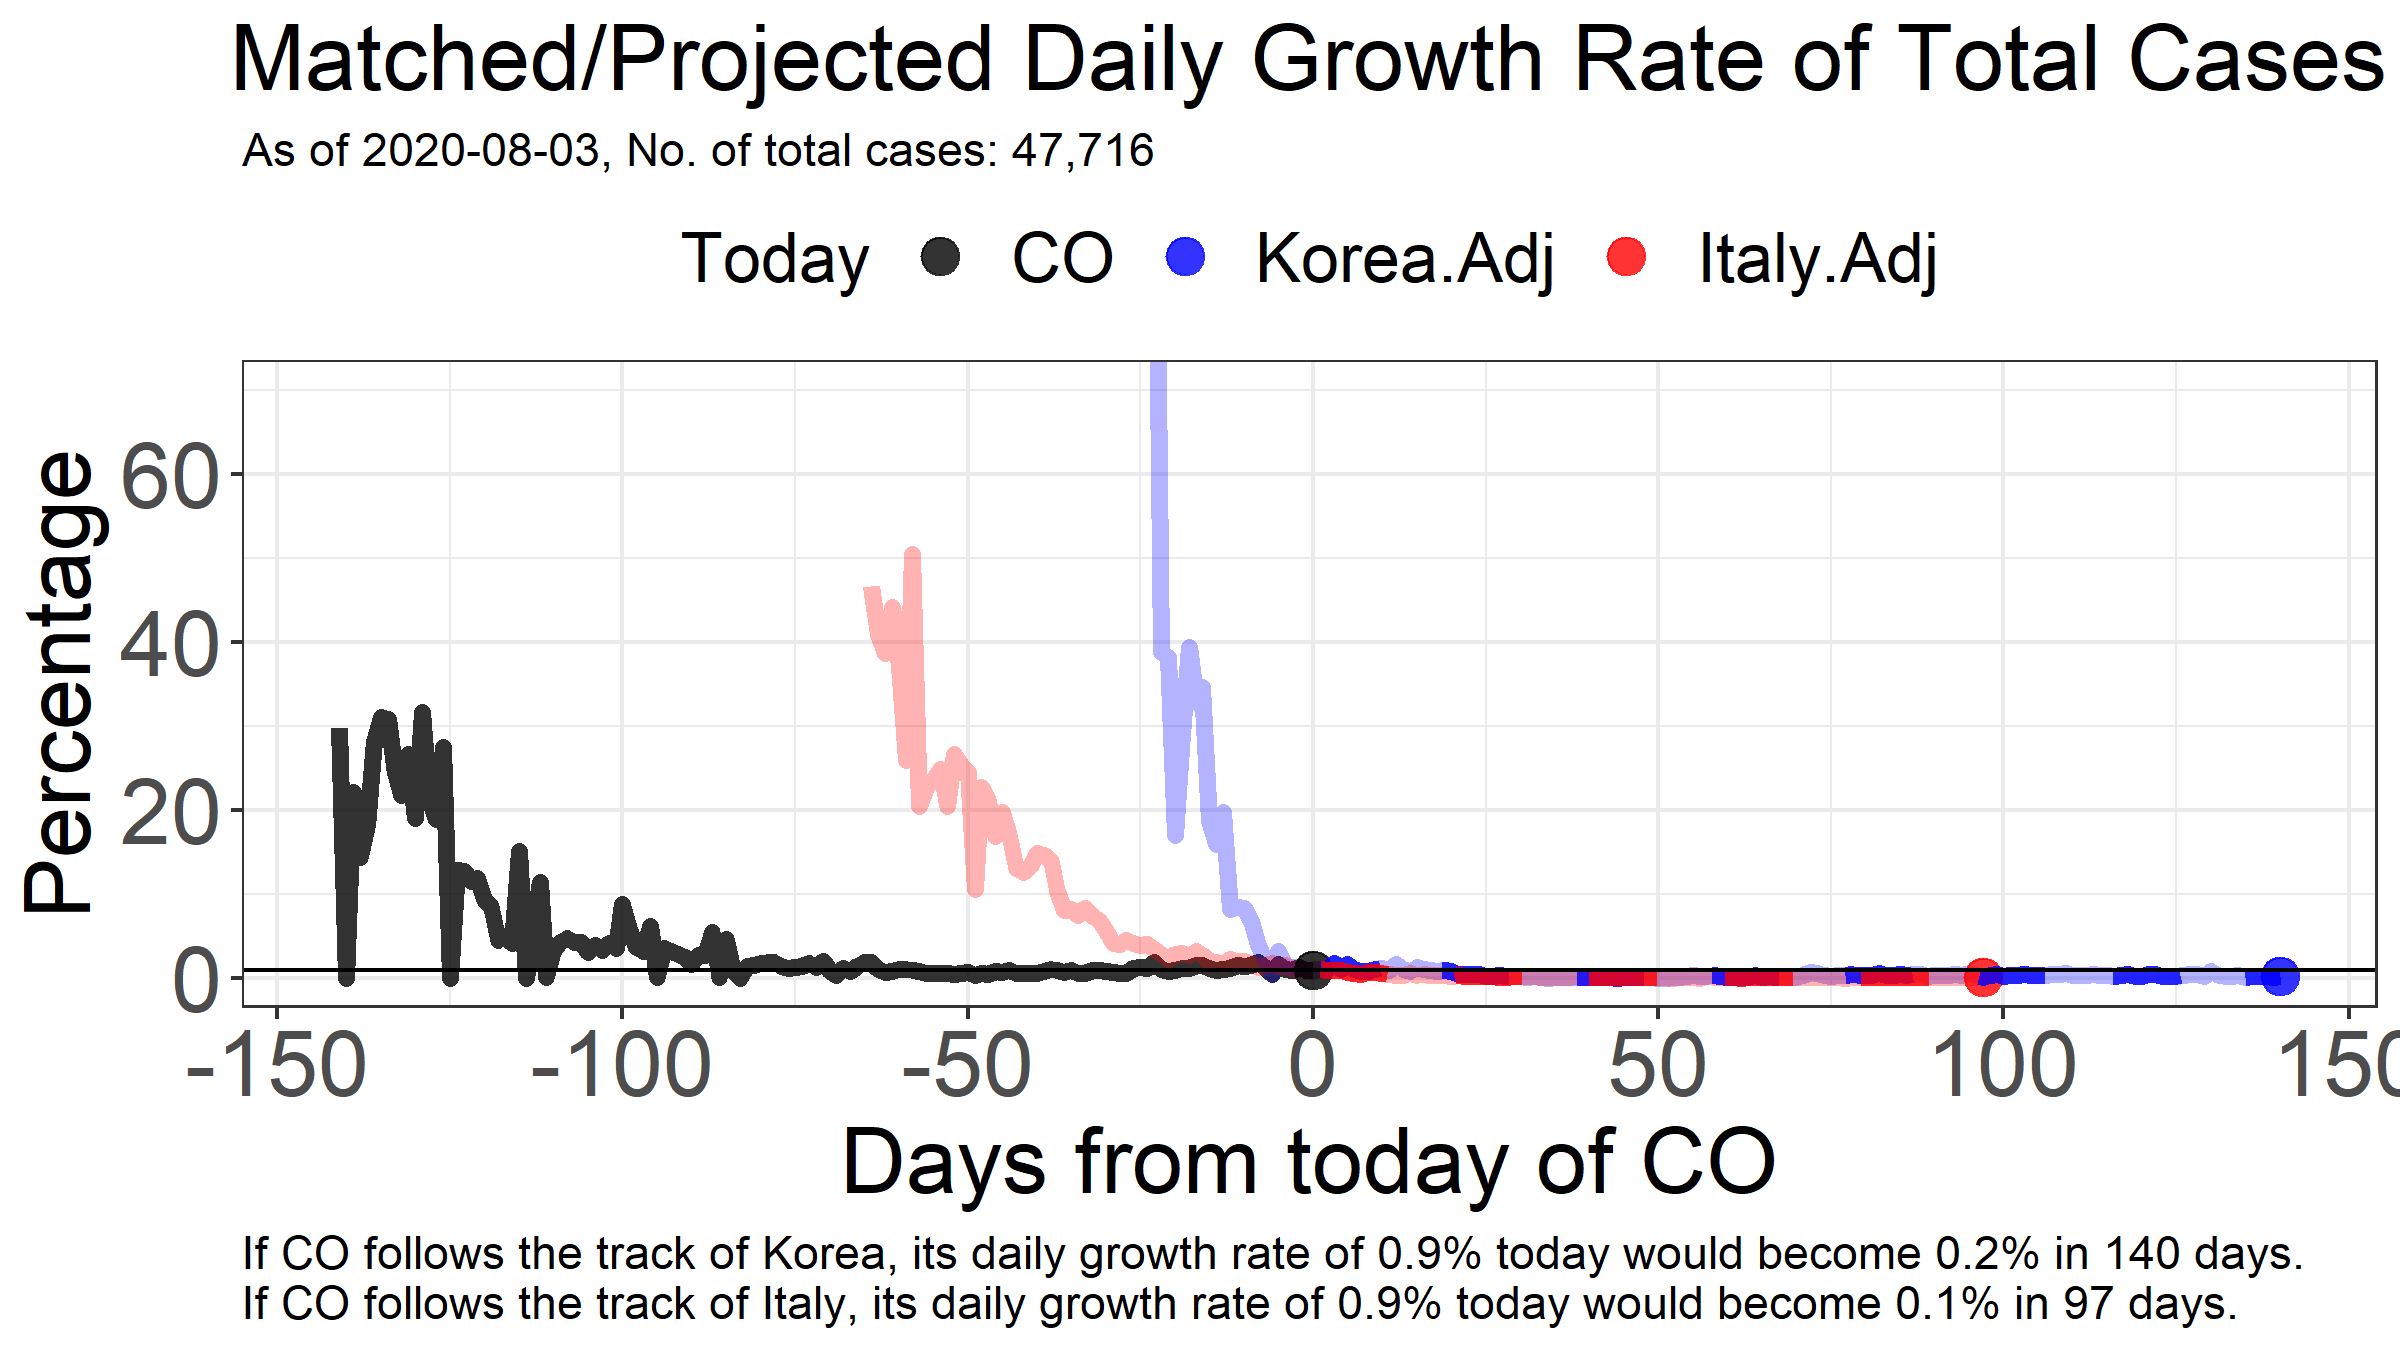 Matched/Projected Daily Growth Rate of Total Cases
As of 2020-08-03, No. of total cases: 47,716
Today CO Korea.Adj Italy.Adj
Percentage
60
40
20
0
-150 -100 -50 0 50 100 150
Days from today of CO
If CO follows the track of Korea, its daily growth rate of 0.9% today would become 0.2% in 140 days.
If CO follows the track of Italy, its daily growth rate of 0.9% today would become 0.1% in 97 days.